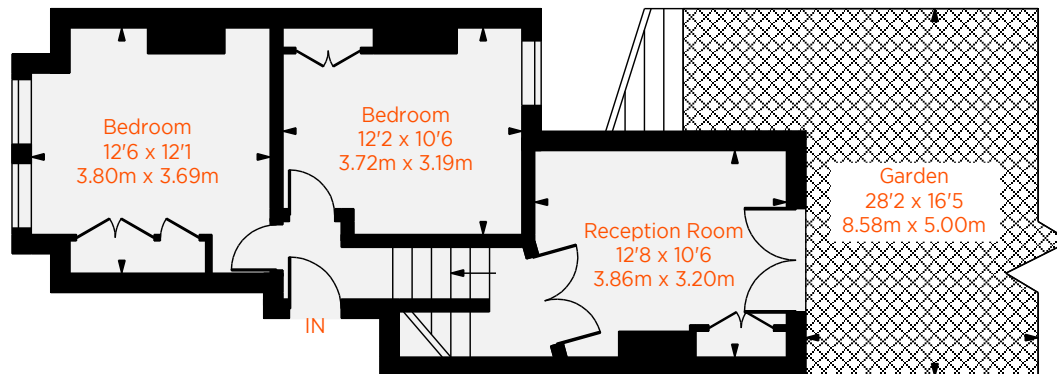 Bedroom
12'6 x 12'1
3.80m x 3.69m
Bedroom
12'2 x 10'6
3.72m x 3.19m
Reception Room
12'8 x 10'6
3.86m x 3.20m
Garden
28'2 x 16'5
8.58m x 5.00m
IN